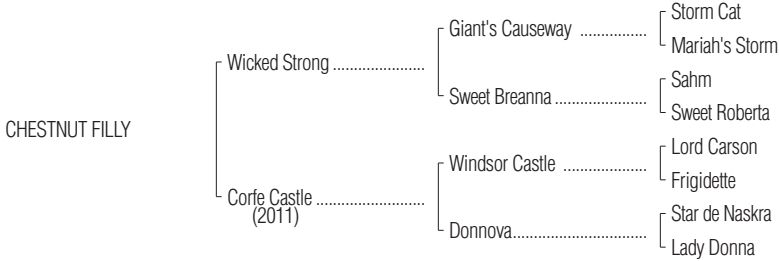 Storm Cat
Giant's Causeway ................
Mariah's Storm
Wicked Strong ......................
Sahm
Sweet Breanna ......................
Sweet Roberta
CHESTNUT FILLY
Lord Carson
Windsor Castle ....................
Frigidette
Corfe Castle ..........................
(2011)
Star de Naskra
Donnova................................
Lady Donna